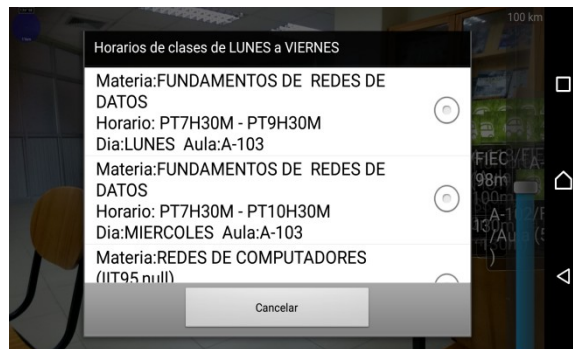 100 km
Horarios de clases de LUNES a VIERNES
Materia:FUNDAMENTOS DE REDES DE
DATOS
Horario: PT7H30M - PT9H30M
Dia:LUNES Aula:A-103
Materia:FUNDAMENTOS DE REDES DE
DATOS
Horario: PT7H30M - PT10H30M
Dia:MIERCOLES Aula:A-103
Materia:REDES DE COMPUTADORES
(IIT95 null)
Cancelar
FIEC
98m